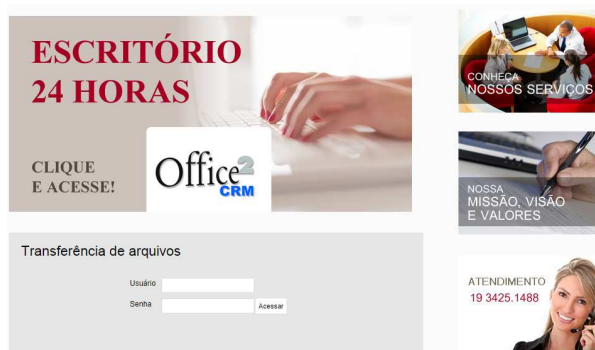 ESCRITÓRIO
24 HORAS
CLIQUE
E ACESSE!
Office2
CRM
Transferência de arquivos
Usuário
Senha
Acessar
CONHEÇA
NOSSOS SERVIÇOS
NOSSA
MISSÃO, VISÃO
E VALORES
ATENDIMENTO
19 3425.1488